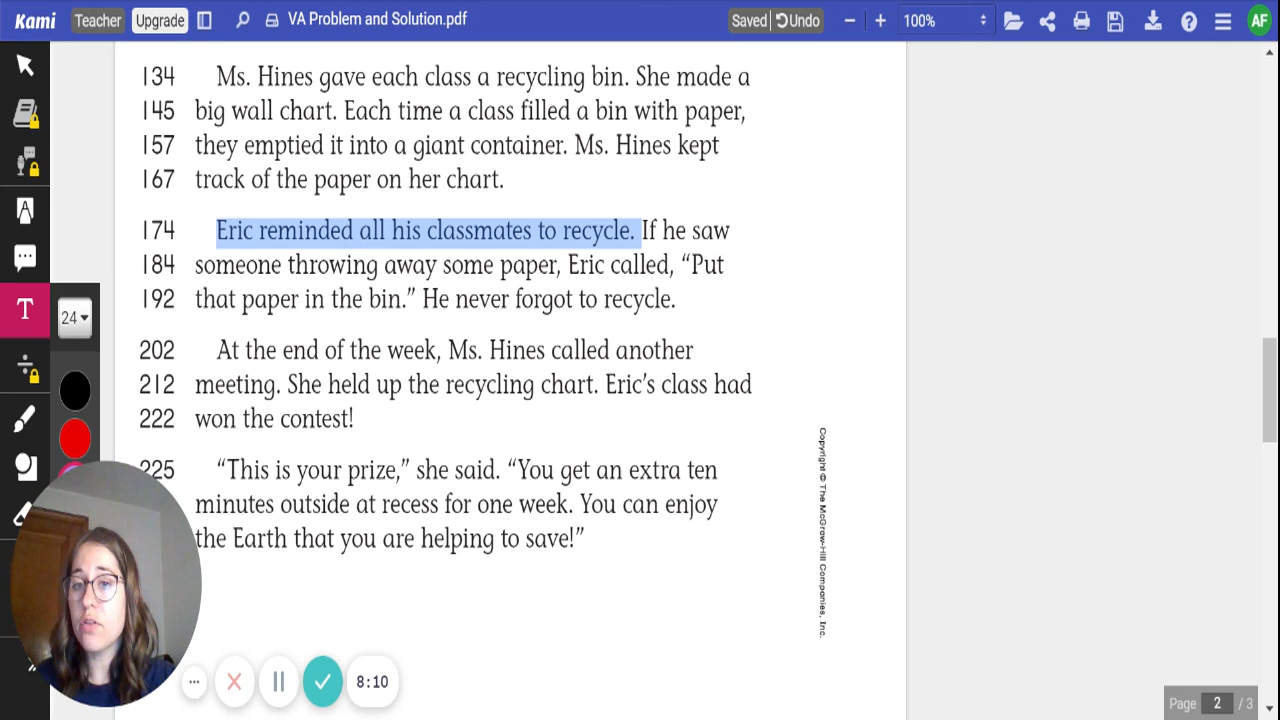 Kami Teacher Upgrade VA Problem and Solution.pdf Saved Undo 100% AF
134 Ms. Hines gave each class a recycling bin. She made a
145 big wall chart. Each time a class filled a bin with paper,
157 they emptied it into a giant container. Ms. Hines kept
167 track of the paper on her chart.
174 Eric reminded all his classmates to recycle. If he saw
184 someone throwing away some paper, Eric called, “Put
192 that paper in the bin.” He never forgot to recycle.
202 At the end of the week, Ms. Hines called another
212 meeting. She held up the recycling chart. Eric’s class had
222 won the contest!
225 “This is your prize,” she said. “You get an extra ten
minutes outside at recess for one week. You can enjoy
the Earth that you are helping to save!”
Copyright © The McGraw-Hill Companies, Inc.
T 24
8:10
Page 2 / 3